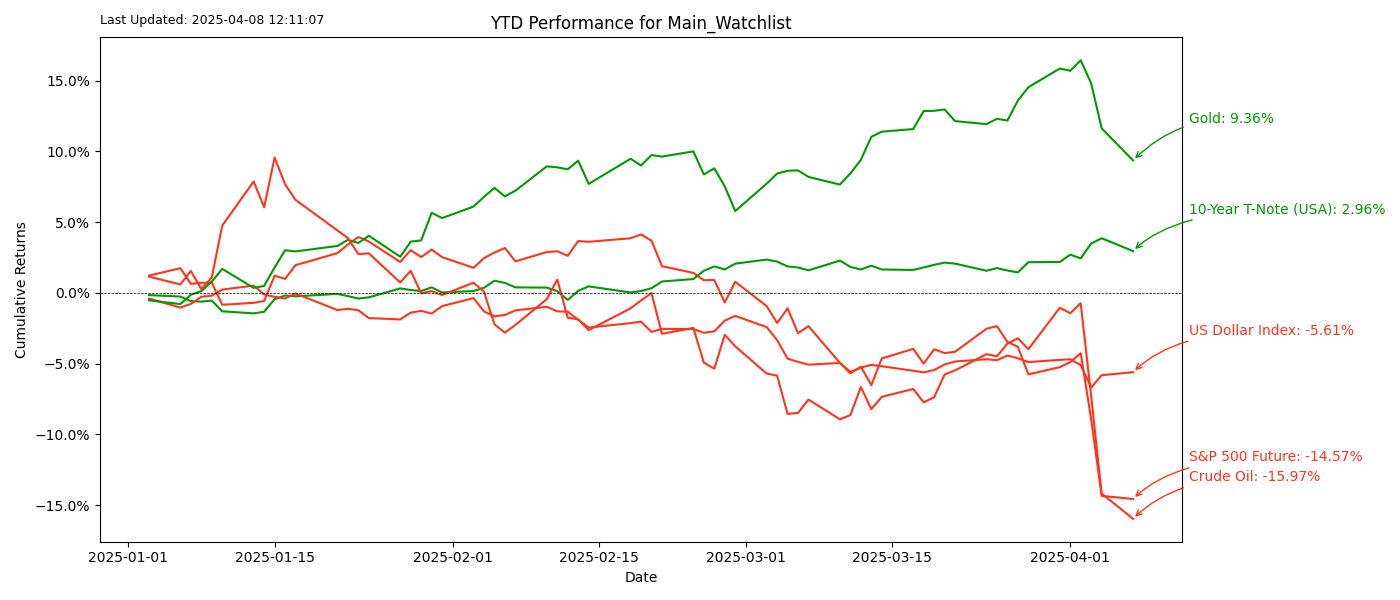 Last Updated: 2025-04-08 12:11:07
YTD Performance for Main_Watchlist
Cumulative Returns
15.0%
10.0%
5.0%
0.0%
−5.0%
−10.0%
−15.0%
Gold: 9.36%
10-Year T-Note (USA): 2.96%
US Dollar Index: -5.61%
S&P 500 Future: -14.57%
Crude Oil: -15.97%
2025-01-01
2025-01-15
2025-02-01
2025-02-15
2025-03-01
2025-03-15
2025-04-01
Date